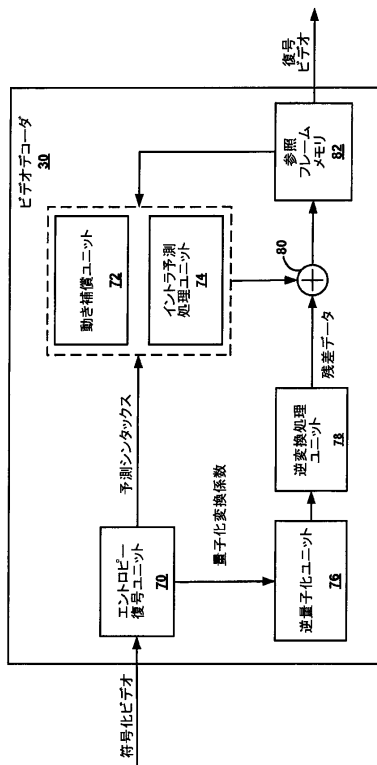 ビデオデコーダ
30
符号化ビデオ
エントロピー
復号ユニット
70
予測シンタックス
動き補償ユニット
72
イントラ予測
処理ユニット
74
量子化変換係数
逆量子化ユニット
76
逆変換処理
ユニット
78
残差データ
80
参照
フレーム
メモリ
82
復号
ビデオ